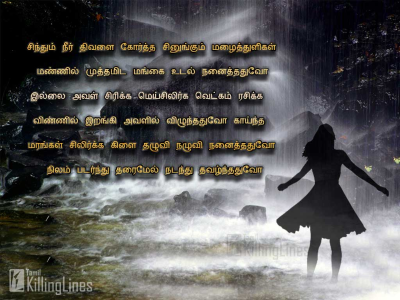 சிந்தும் நீர் திவளை கோர்த்த சினுங்கும் மழைத்துளிகள்
மண்ணில் முத்தமிட மங்கை உடல் நனைத்ததுவோ
இல்லை அவள் சிரிக்க மெய்சிலிர்க வெட்கம் ரசிக்க
விண்ணில் இறங்கி அவளில் விழுந்ததுவோ காய்ந்த
மரங்கள் சிலிர்க்க கிளை தழுவி நழுவி நனைத்ததுவோ
நிலம் படர்ந்து தரைமேல் நடந்து தவழ்ந்ததுவோ
Tamil
KillingLines